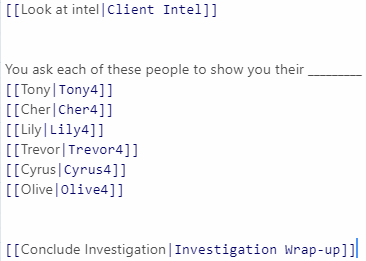 [[Look at intel|Client Intel]]
You ask each of these people to show you their _________
[[Tony|Tony4]]
[[Cher|Cher4]]
[[Lily|Lily4]]
[[Trevor|Trevor4]]
[[Cyrus|Cyrus4]]
[[Olive|Olive4]]
[[Conclude Investigation|Investigation Wrap-up]]